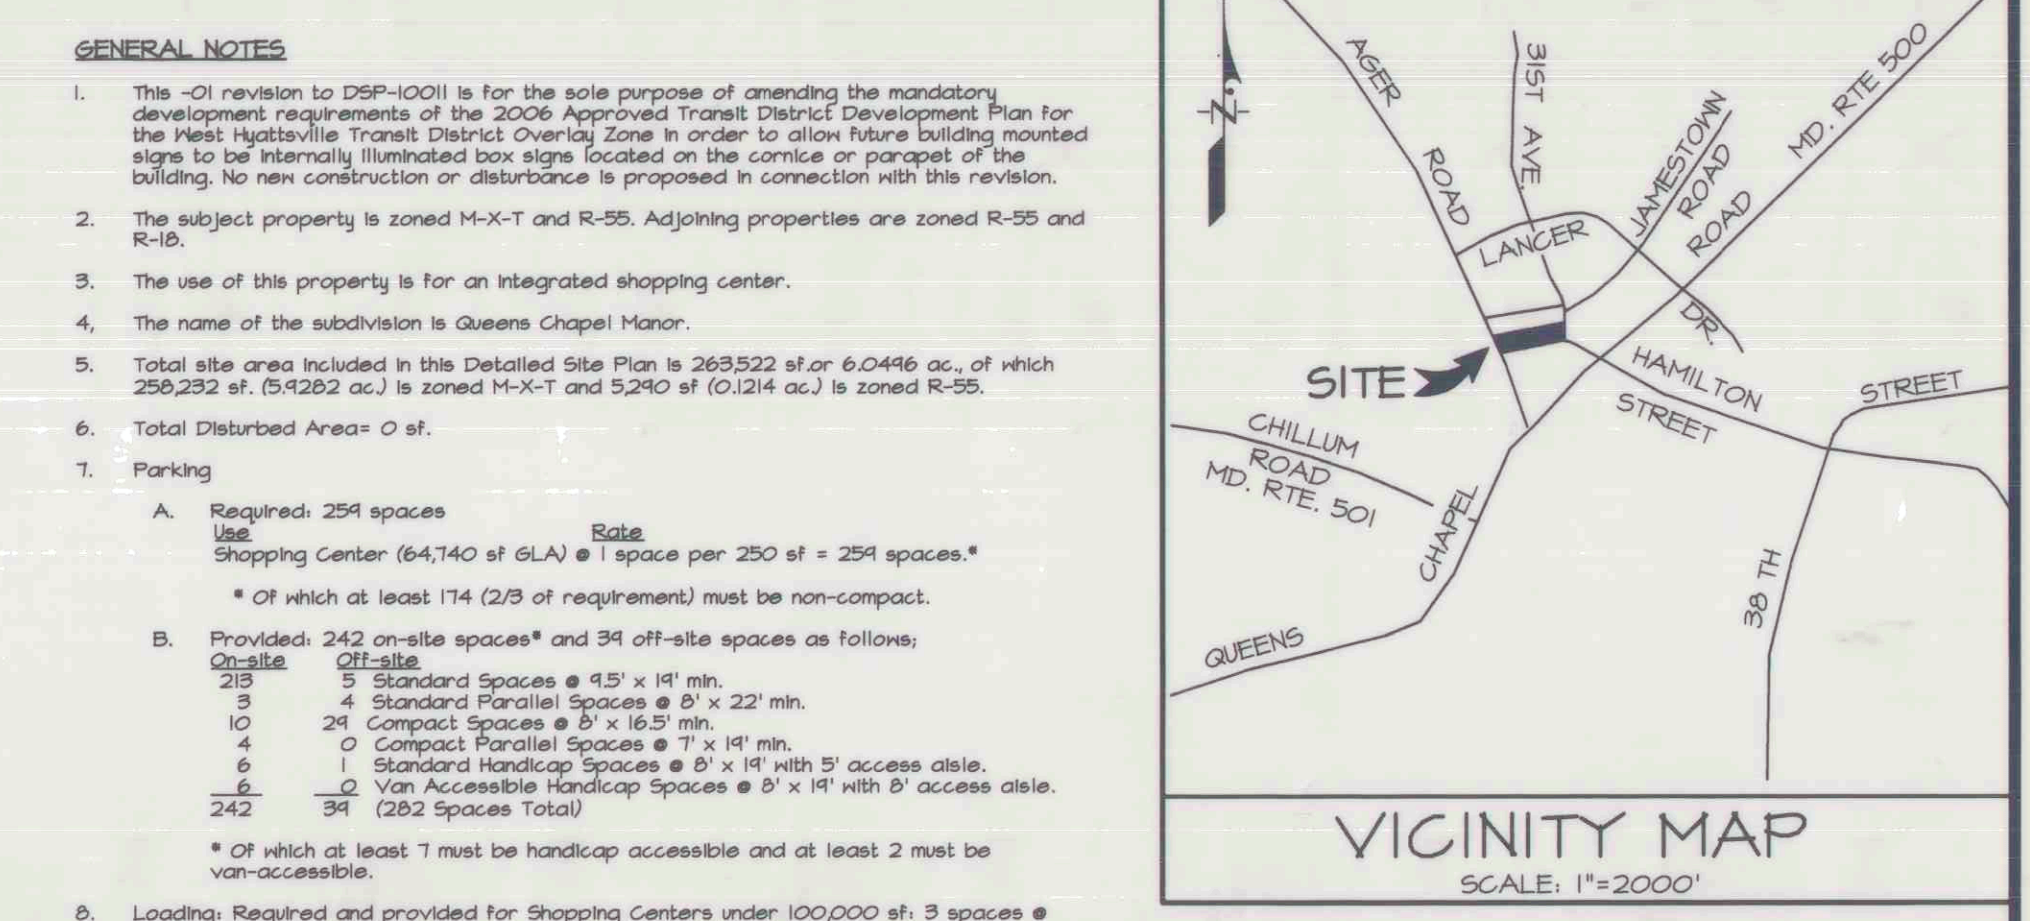 GENERAL NOTES
1. This -01 revision to DSP-10011 is for the sole purpose of amending the mandatory
development requirements of the 2006 Approved Transit District Development Plan for
the West Hyattsville Transit District Overlay Zone in order to allow future building mounted
signs to be internally illuminated box signs located on the cornice or parapet of the
building. No new construction or disturbance is proposed in connection with this revision.
2. The subject property is zoned M-X-T and R-55. Adjoining properties are zoned R-55 and
R-18.
3. The use of this property is for an integrated shopping center.
4, The name of the subdivision is Queens Chapel Manor.
5. Total site area included in this Detailed Site Plan is 263,522 sf.or 6.0496 ac., of which
258,232 sf. (5.9282 ac.) is zoned M-X-T and 5,290 sf (0.1214 ac.) is zoned R-55.
6. Total Disturbed Area= 0 sf.
7. Parking
A. Required: 259 spaces
Use Rate
Shopping Center (64,740 sf GLA) @ 1 space per 250 sf = 259 spaces.*
* Of which at least 174 (2/3 of requirement) must be non-compact.
B. Provided: 242 on-site spaces* and 39 off-site spaces as follows;
On-site Off-site
213 5 Standard Spaces @ 9.5' x 19' min.
3 4 Standard Parallel Spaces @ 8' x 22' min.
10 29 Compact Spaces @ 8' x 16.5' min.
4 0 Compact Parallel Spaces @ 7' x 19' min.
6 1 Standard Handicap Spaces @ 8' x 19' with 5' access aisle.
6 0 Van Accessible Handicap Spaces @ 8' x 19' with 8' access aisle.
242 39 (282 Spaces Total)
* Of which at least 7 must be handicap accessible and at least 2 must be
van-accessible.
8. Loading: Required and provided for Shopping Centers under 100,000 sf: 3 spaces @
N
AGER
ROAD
31ST AVE.
JAMESTOWN
ROAD
MD. RTE 500
ROAD
LANCER
DR.
SITE
HAMILTON
STREET
STREET
CHILLUM
ROAD
MD. RTE. 501
CHAPEL
QUEENS
38 TH
VICINITY MAP
SCALE: 1"=2000'